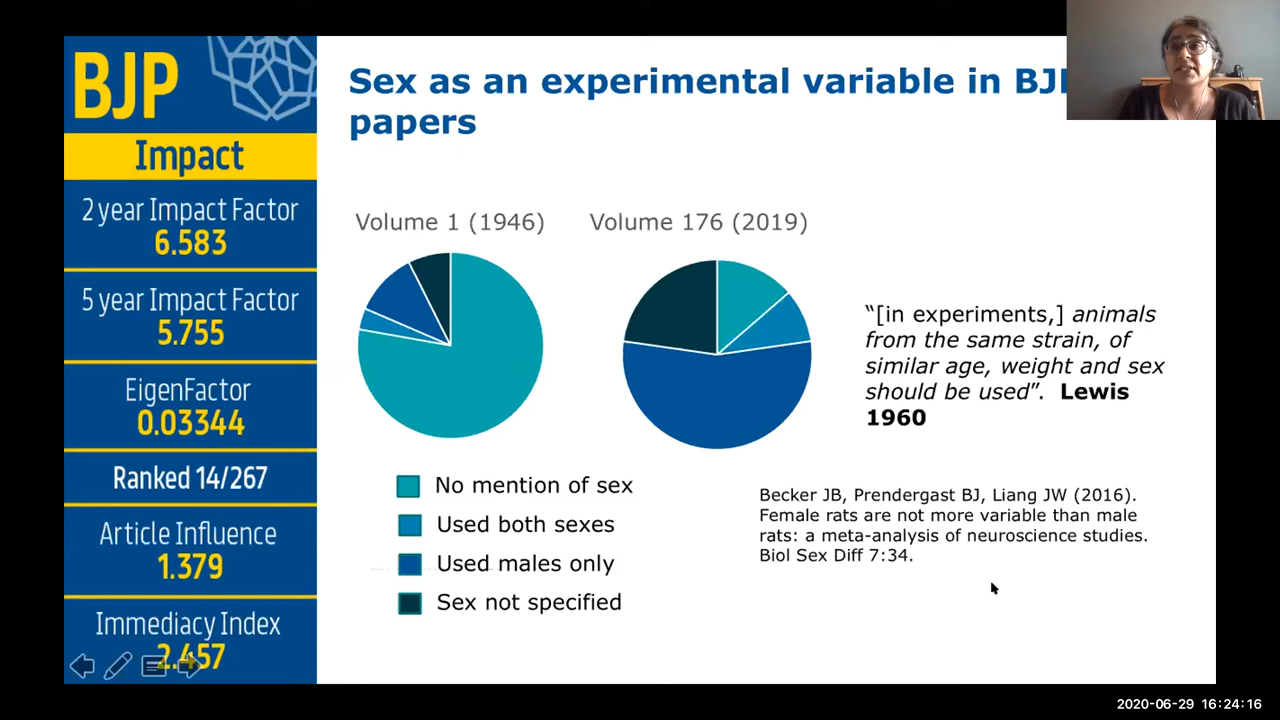 BJP
Impact
2 year Impact Factor
6.583
5 year Impact Factor
5.755
EigenFactor
0.03344
Ranked 14/267
Article Influence
1.379
Immediacy Index
2.457
Sex as an experimental variable in BJP
papers
Volume 1 (1946)
Volume 176 (2019)
No mention of sex
Used both sexes
Used males only
Sex not specified
“[in experiments,] animals
from the same strain, of
similar age, weight and sex
should be used”. Lewis
1960
Becker JB, Prendergast BJ, Liang JW (2016).
Female rats are not more variable than male
rats: a meta-analysis of neuroscience studies.
Biol Sex Diff 7:34.
2020-06-29 16:24:16